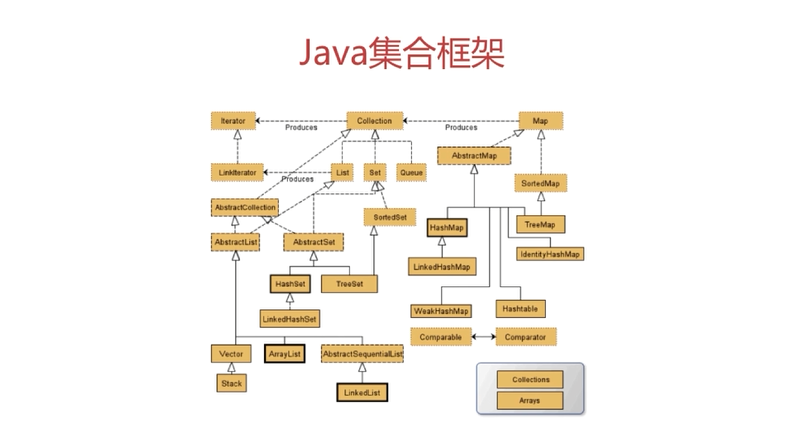 Java集合框架
Iterator
Collection
Map
Produces
Produces
AbstractMap
LinkIterator
List
Set
Queue
Produces
SortedMap
AbstractCollection
SortedSet
HashMap
TreeMap
AbstractList
AbstractSet
IdentityHashMap
LinkedHashMap
HashSet
TreeSet
WeakHashMap
Hashtable
LinkedHashSet
Comparable
Comparator
Vector
ArrayList
AbstractSequentialList
Stack
LinkedList
Collections
Arrays